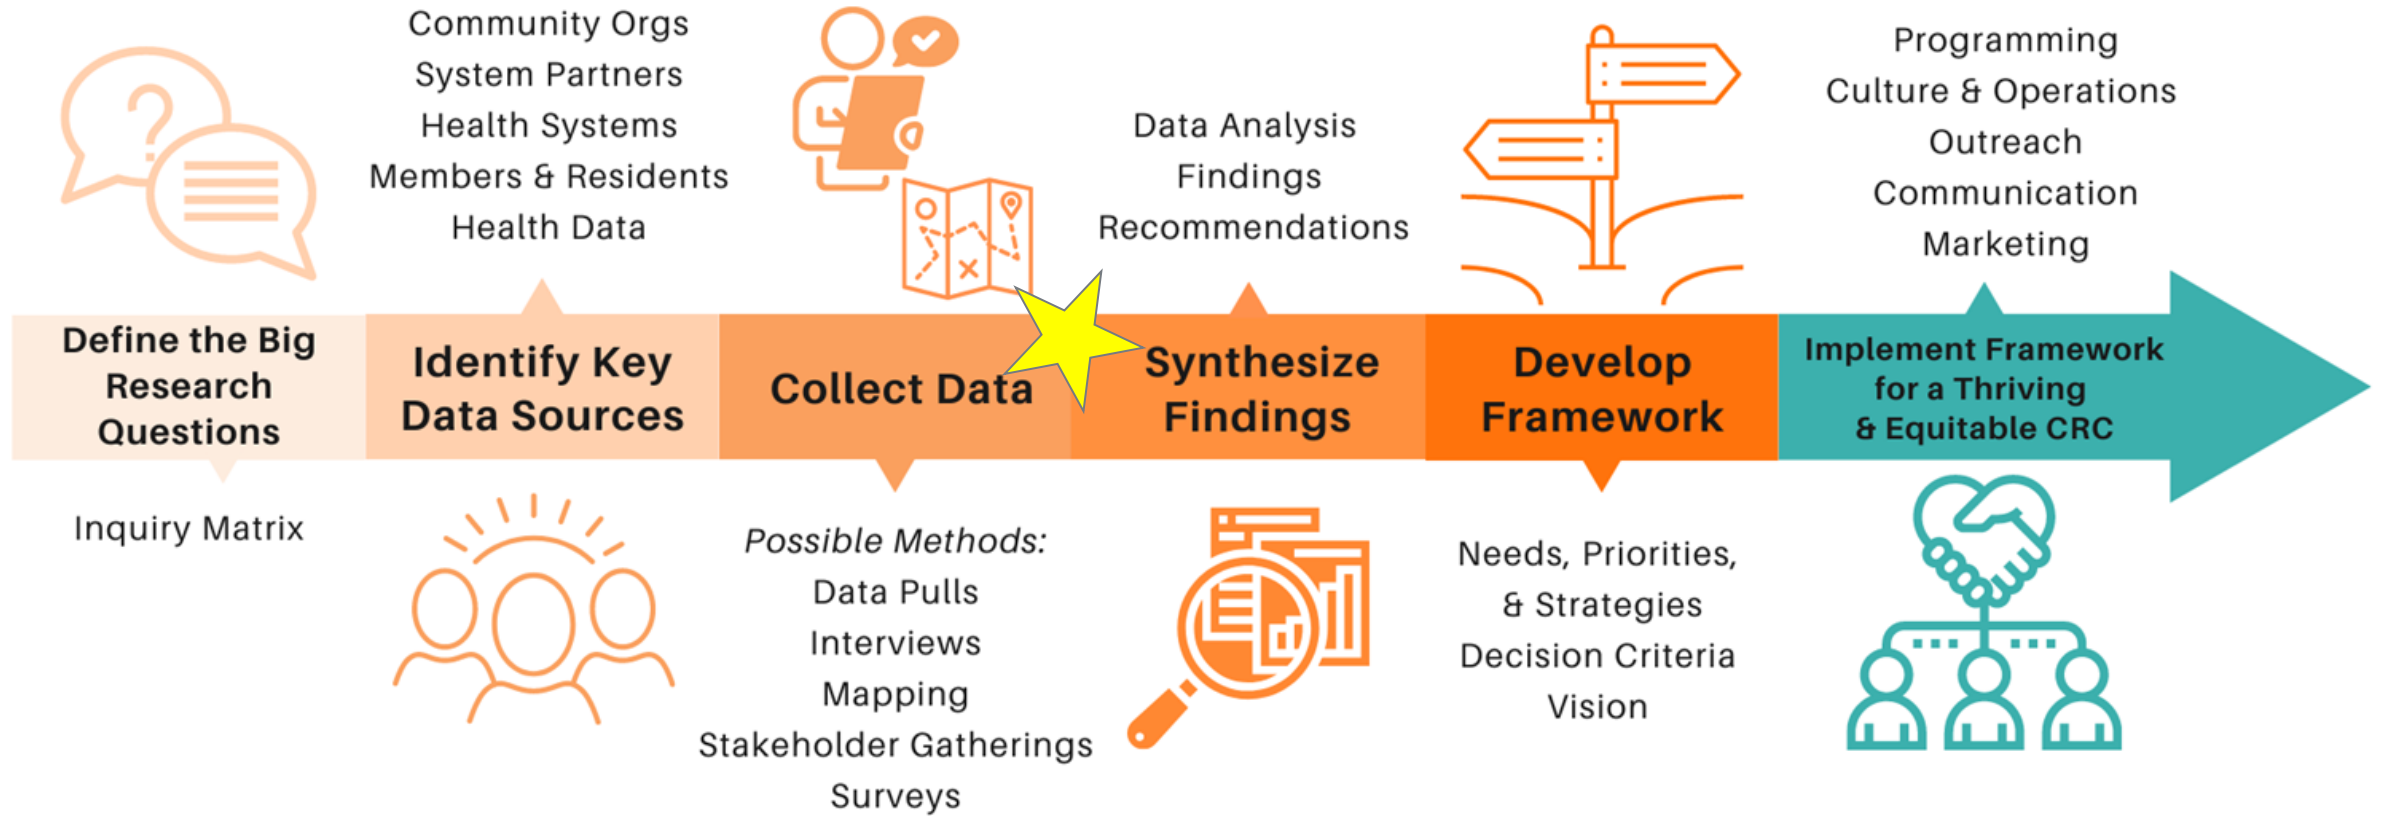 Community Orgs
System Partners
Health Systems
Members & Residents
Health Data
Data Analysis
Findings
Recommendations
Programming
Culture & Operations
Outreach
Communication
Marketing
Define the Big
Research
Questions
Identify Key
Data Sources
Collect Data
Synthesize
Findings
Develop
Framework
Implement Framework
for a Thriving
& Equitable CRC
Inquiry Matrix
Possible Methods:
Data Pulls
Interviews
Mapping
Stakeholder Gatherings
Surveys
Needs, Priorities,
& Strategies
Decision Criteria
Vision